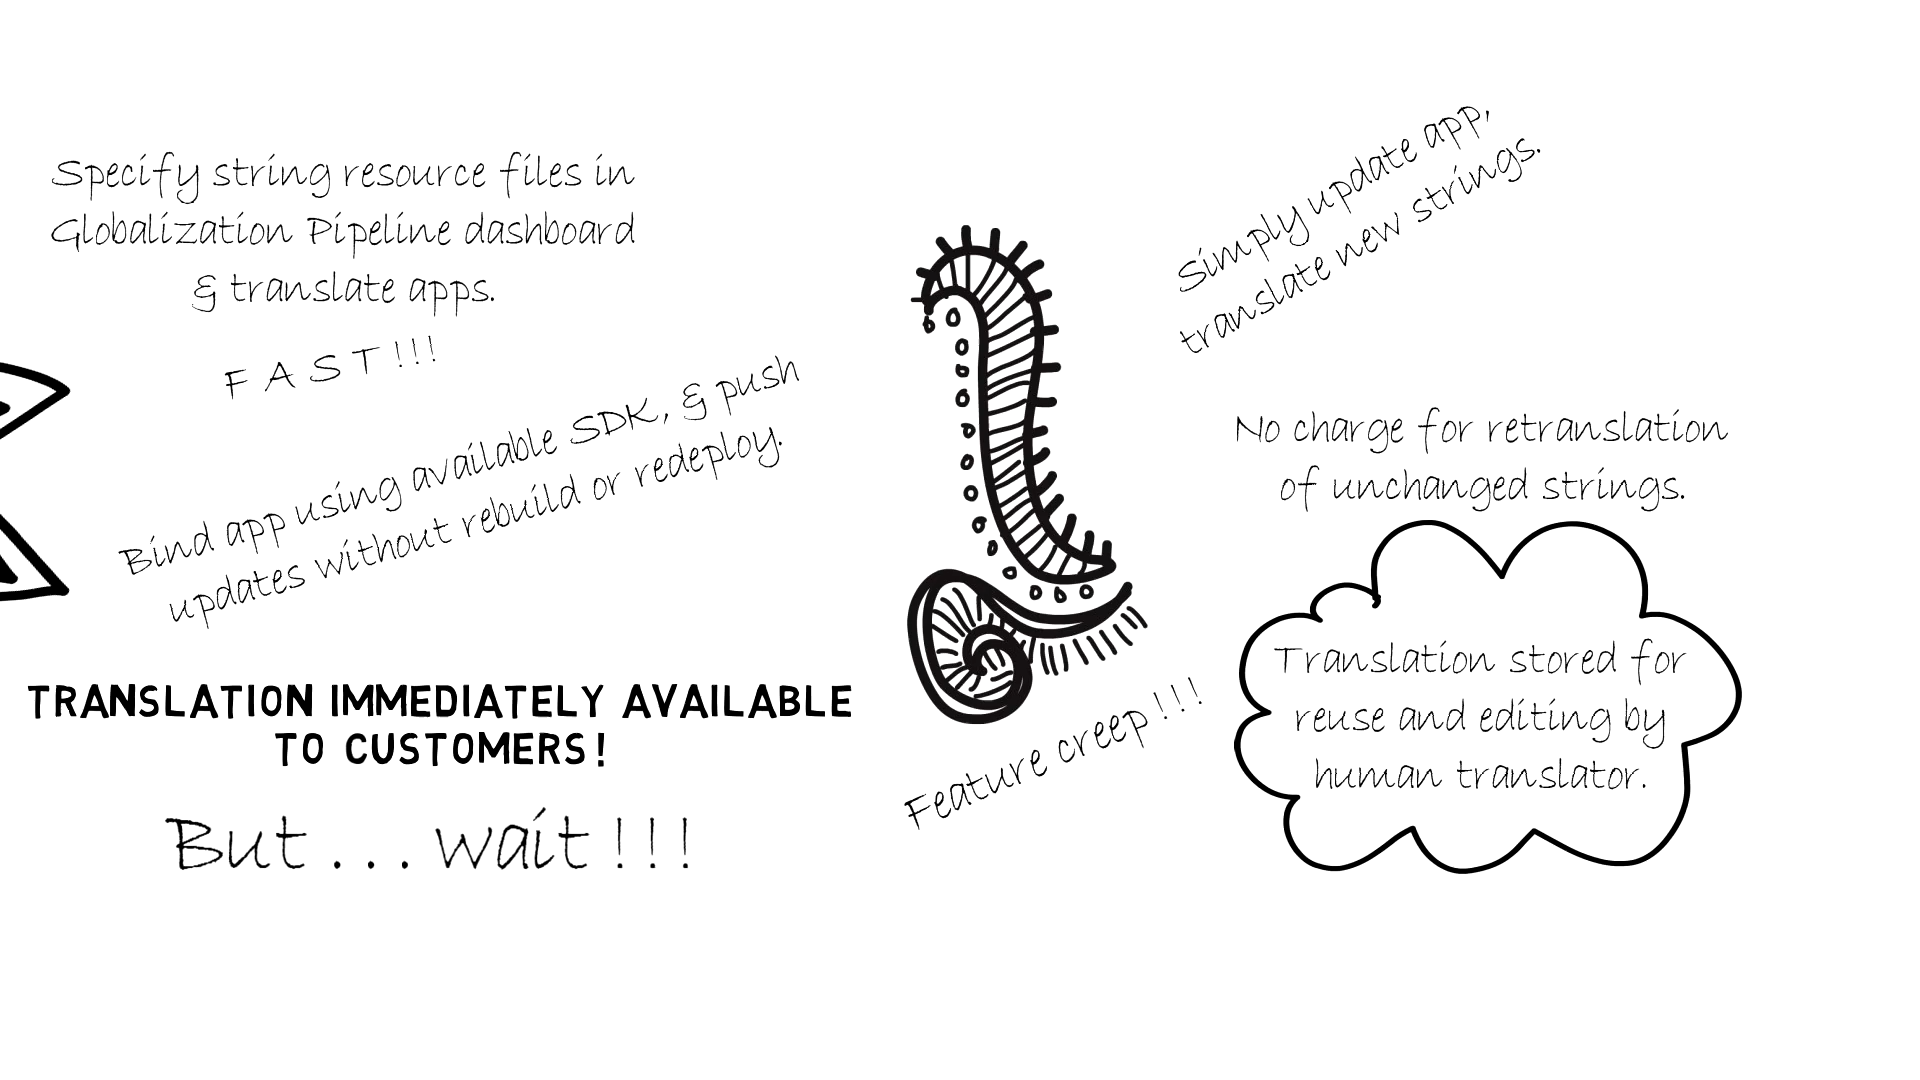 Specify string resource files in
Globalization Pipeline dashboard
& translate apps.
FAST!!!
Bind app using available SDK, & push
updates without rebuild or redeploy.
TRANSLATION IMMEDIATELY AVAILABLE
TO CUSTOMERS!
But ... wait!!!
Feature creep!!!
Simply update app,
translate new strings.
No charge for retranslation
of unchanged strings.
Translation stored for
reuse and editing by
human translator.